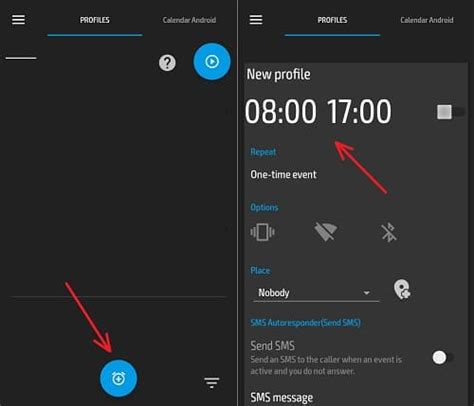 PROFILES
Calendar Android
?
PROFILES
Calendar Android
New profile
08:00 17:00
Repeat
One-time event
Options
Place
Nobody
SMS Autoresponder(Send SMS)
Send SMS
Send an SMS to the caller when an event is
active and you do not answer.
SMS message